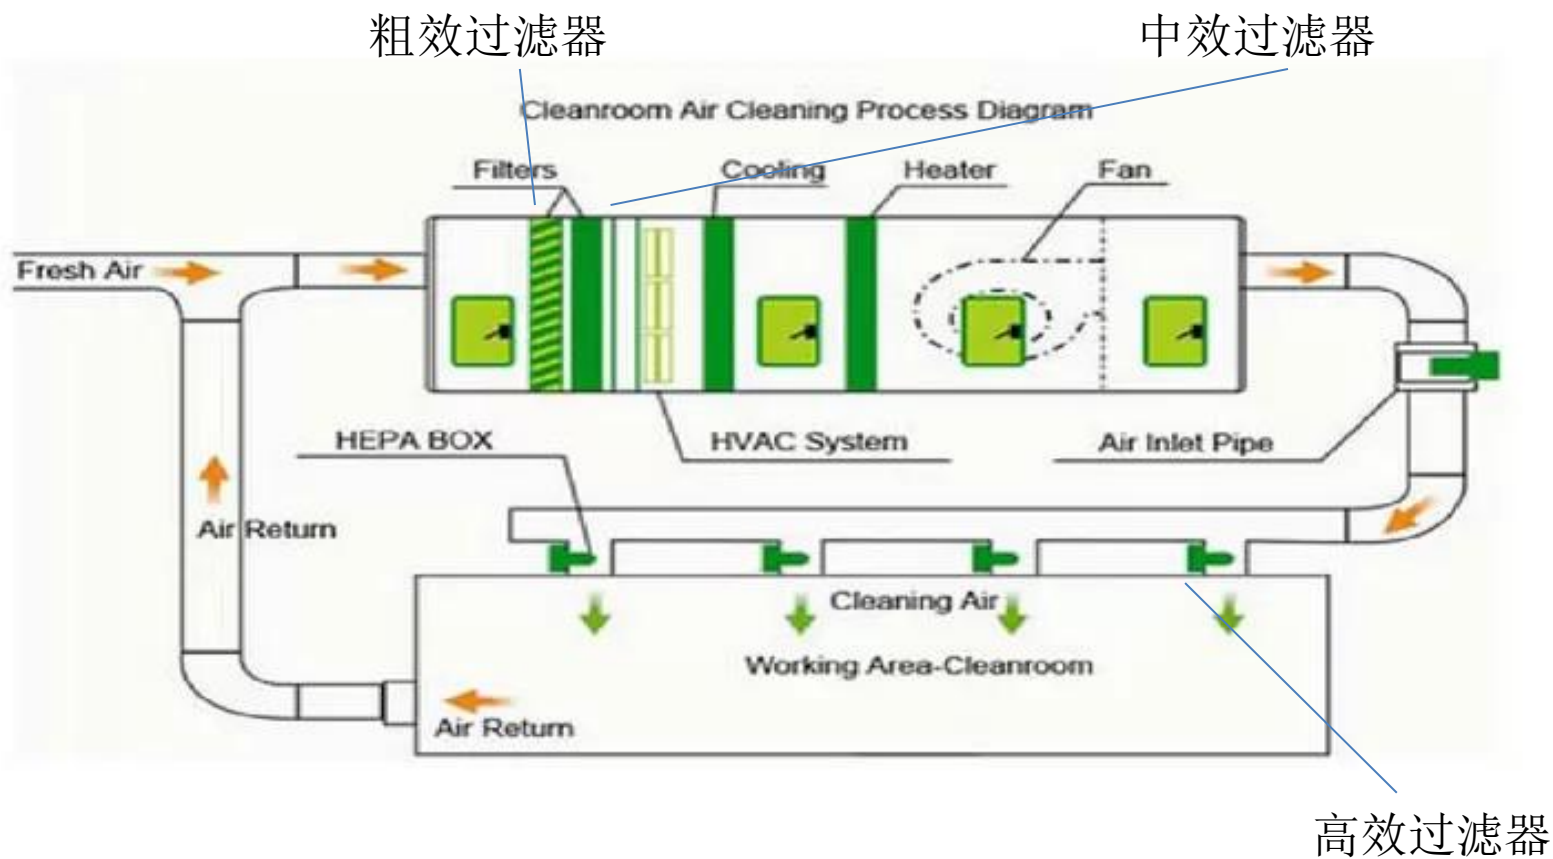 粗效过滤器
中效过滤器
Cleanroom Air Cleaning Process Diagram
Filters
Cooling
Heater
Fan
Fresh Air
HEPA BOX
HVAC System
Air Inlet Pipe
Air Return
Cleaning Air
Working Area-Cleanroom
Air Return
高效过滤器